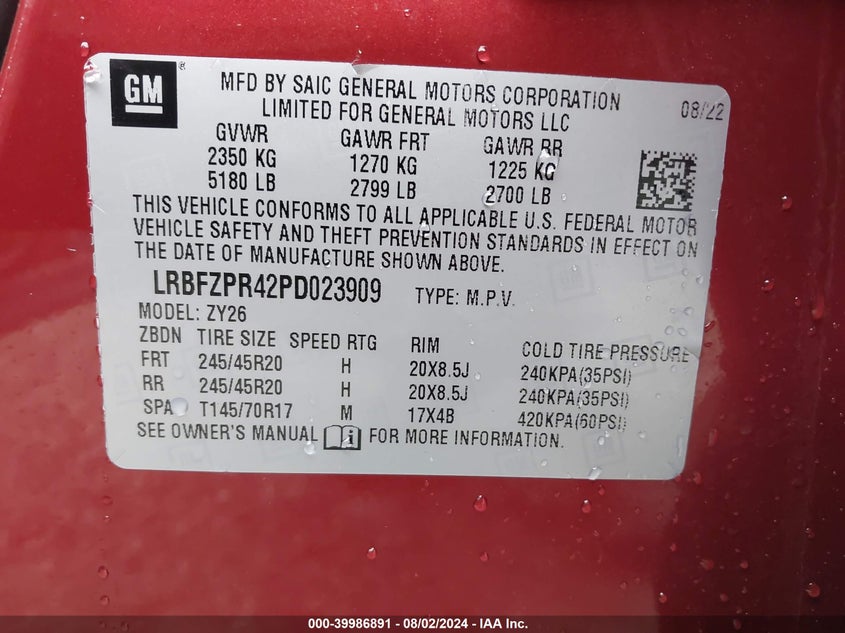 GM ®
MFD BY SAIC GENERAL MOTORS CORPORATION
LIMITED FOR GENERAL MOTORS LLC
08/22
GVWR GAWR FRT GAWR RR
2350 KG 1270 KG 1225 KG
5180 LB 2799 LB 2700 LB
THIS VEHICLE CONFORMS TO ALL APPLICABLE U.S. FEDERAL MOTOR
VEHICLE SAFETY AND THEFT PREVENTION STANDARDS IN EFFECT ON
THE DATE OF MANUFACTURE SHOWN ABOVE.
LRBFZPR42PD023909 TYPE: M.P.V.
MODEL: ZY26
ZBDN TIRE SIZE SPEED RTG RIM COLD TIRE PRESSURE
FRT 245/45R20 H 20X8.5J 240KPA(35PSI)
RR 245/45R20 H 20X8.5J 240KPA(35PSI)
SPA T145/70R17 M 17X4B 420KPA(60PSI)
SEE OWNER'S MANUAL i FOR MORE INFORMATION.
000-39986891 - 08/02/2024 - IAA Inc.